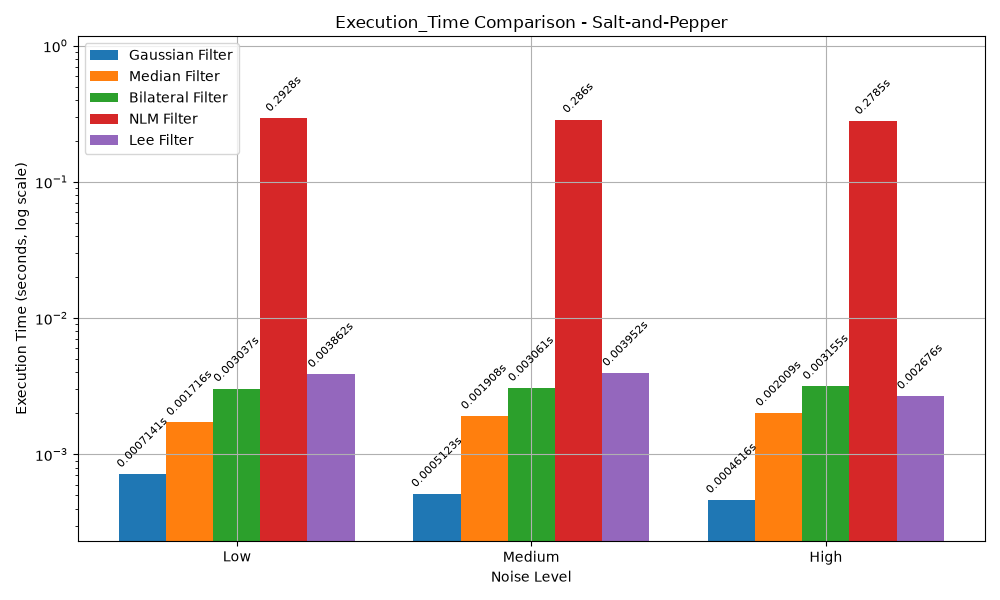 Execution_Time Comparison - Salt-and-Pepper
Gaussian Filter
Median Filter
Bilateral Filter
NLM Filter
Lee Filter
Execution Time (seconds, log scale)
10⁰
10⁻¹
10⁻²
10⁻³
0.0007141s
0.001716s
0.003037s
0.2928s
0.003862s
0.0005123s
0.001908s
0.003061s
0.286s
0.003952s
0.0004616s
0.002009s
0.003155s
0.2785s
0.002676s
Low
Medium
High
Noise Level